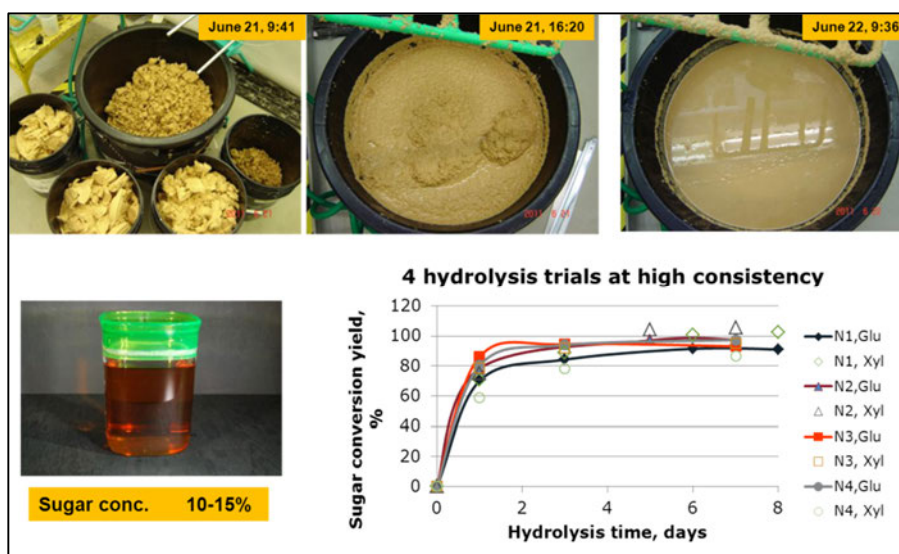 June 21, 9:41
June 21, 16:20
June 22, 9:36
4 hydrolysis trials at high consistency
Sugar conversion yield,
%
120
100
80
60
40
20
0
0 2 4 6 8
Hydrolysis time, days
N1,Glu
N1, Xyl
N2,Glu
N2, Xyl
N3,Glu
N3, Xyl
N4,Glu
N4, Xyl
Sugar conc. 10-15%